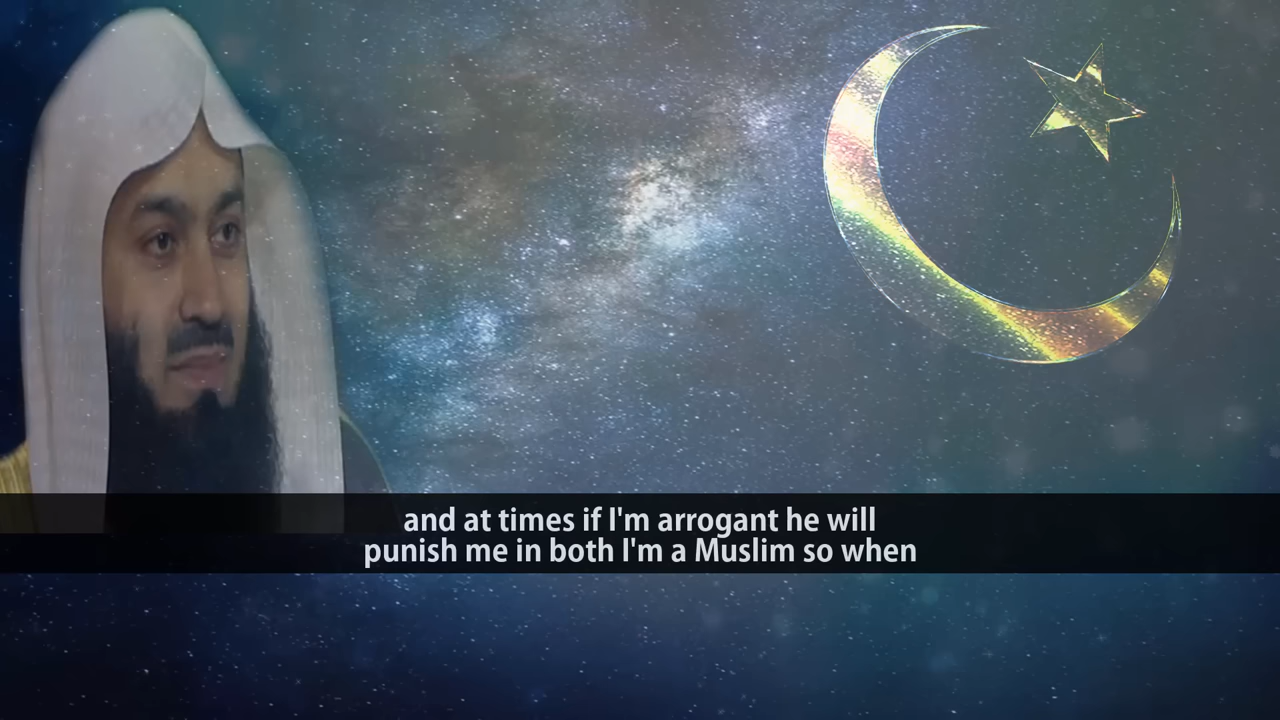 and at times if I'm arrogant he will
punish me in both I'm a Muslim so when